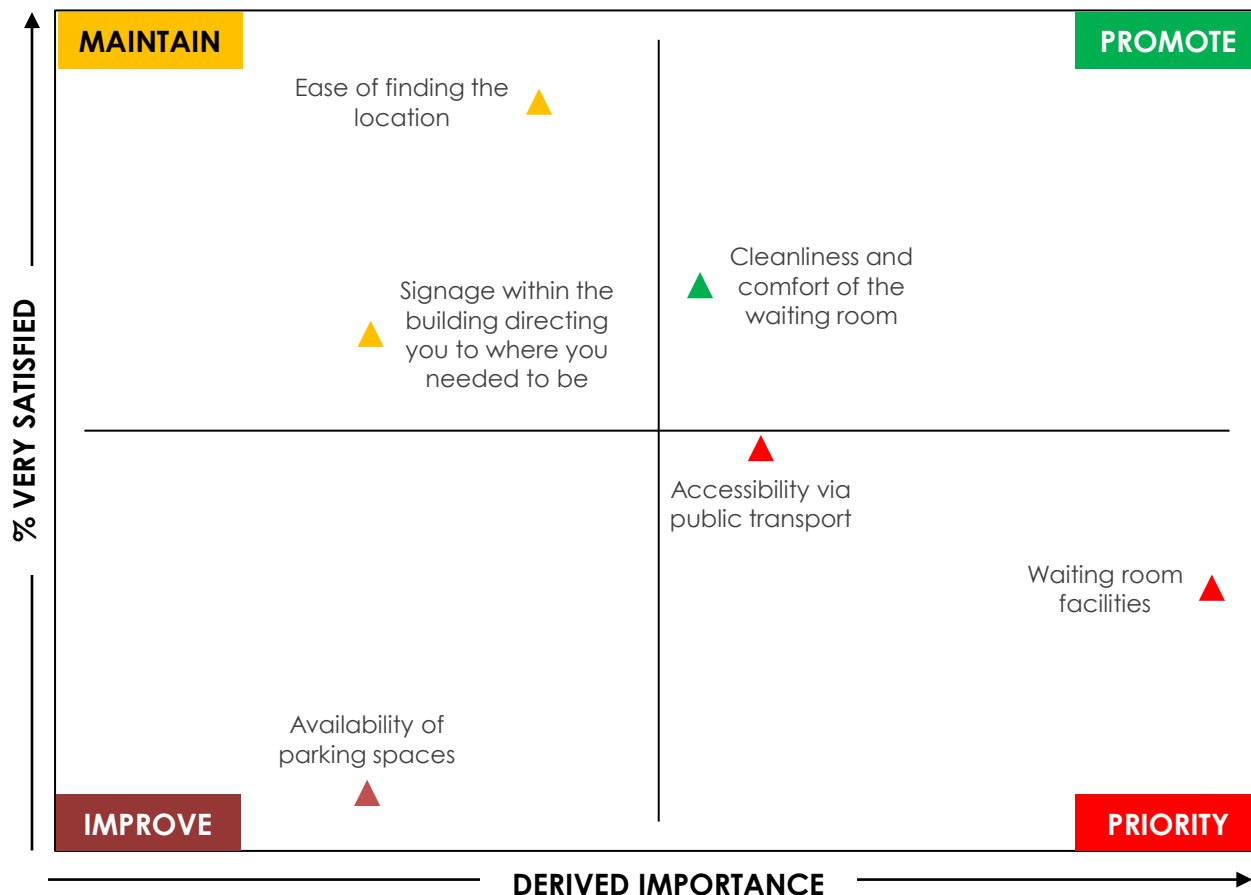 MAINTAIN
PROMOTE
Ease of finding the
location
Cleanliness and
comfort of the
waiting room
Signage within the
building directing
you to where you
needed to be
% VERY SATISFIED
Accessibility via
public transport
Waiting room
facilities
Availability of
parking spaces
IMPROVE
PRIORITY
DERIVED IMPORTANCE